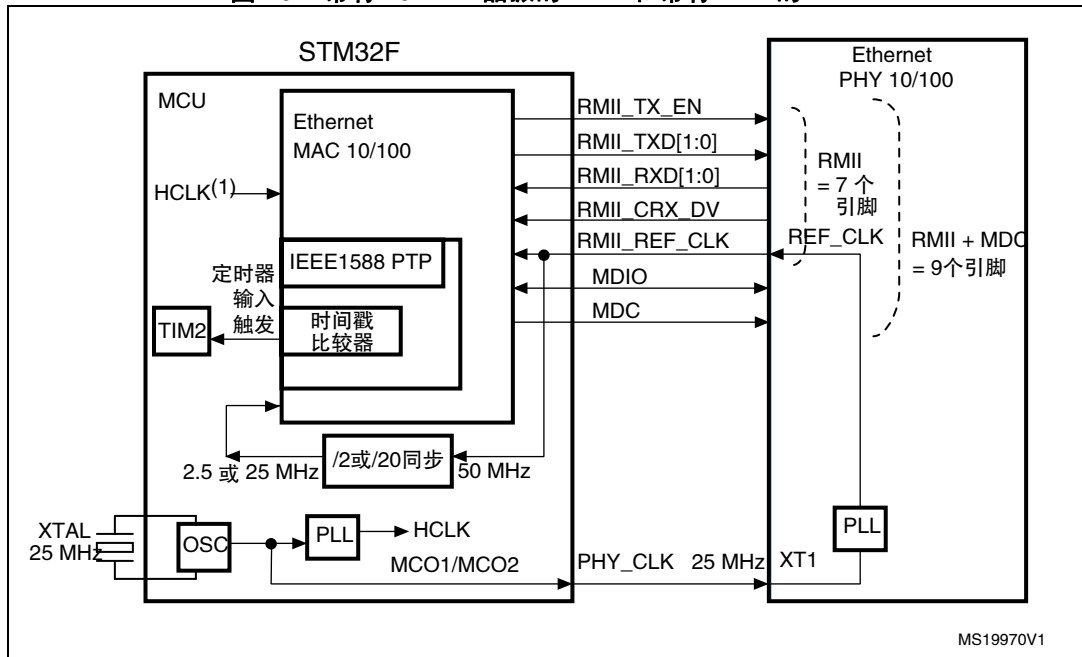 STM32F
Ethernet
PHY 10/100
MCU
Ethernet
MAC 10/100
HCLK(1)
IEEE1588 PTP
定时器
输入
触发
TIM2
时间戳
比较器
RMII_TX_EN
RMII_TXD[1:0]
RMII_RXD[1:0]
RMII_CRX_DV
RMII_REF_CLK
MDIO
MDC
REF_CLK
RMII
= 7 个
引脚
RMII + MDC
= 9个引脚
2.5 或 25 MHz
/2或/20同步
50 MHz
XTAL
25 MHz
OSC
PLL
HCLK
MCO1/MCO2
PHY_CLK 25 MHz
XT1
PLL
MS19970V1